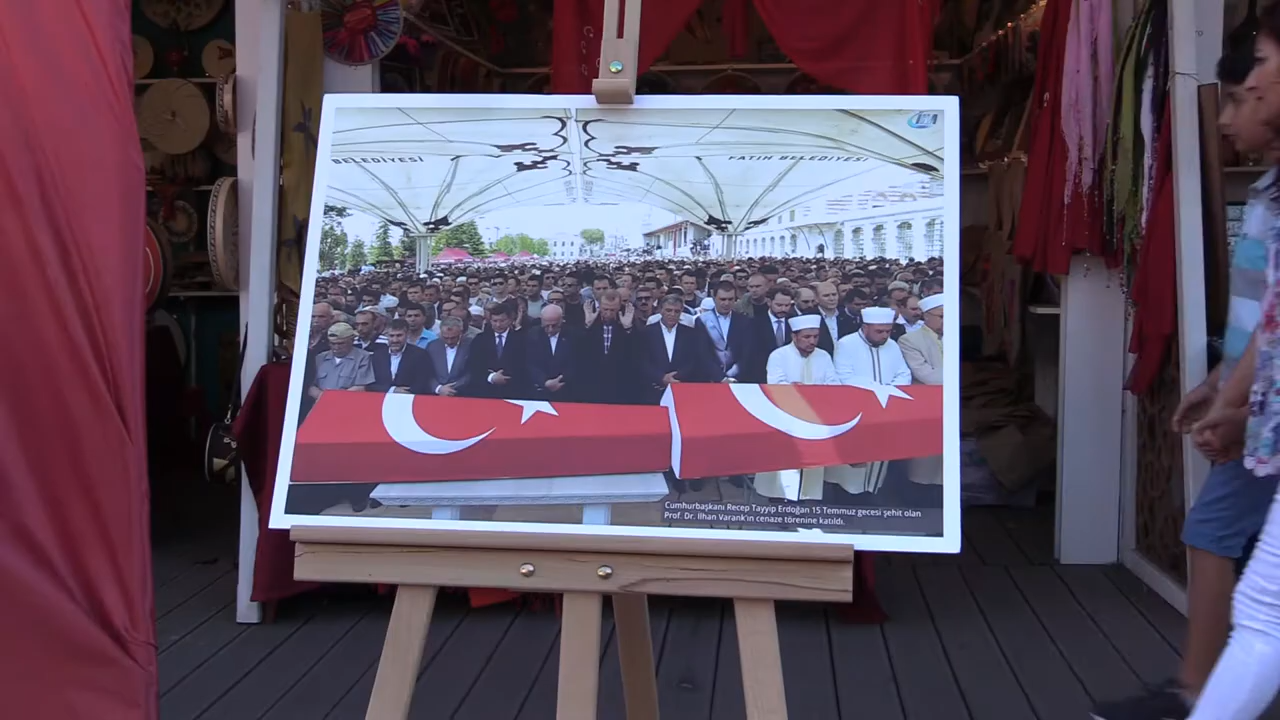 BELEDİYESİ
FATİH BELEDİYESİ
Cumhurbaşkanı Recep Tayyip Erdoğan 15 Temmuz gecesi şehit olan
Prof. Dr. İlhan Varank'ın cenaze törenine katıldı.